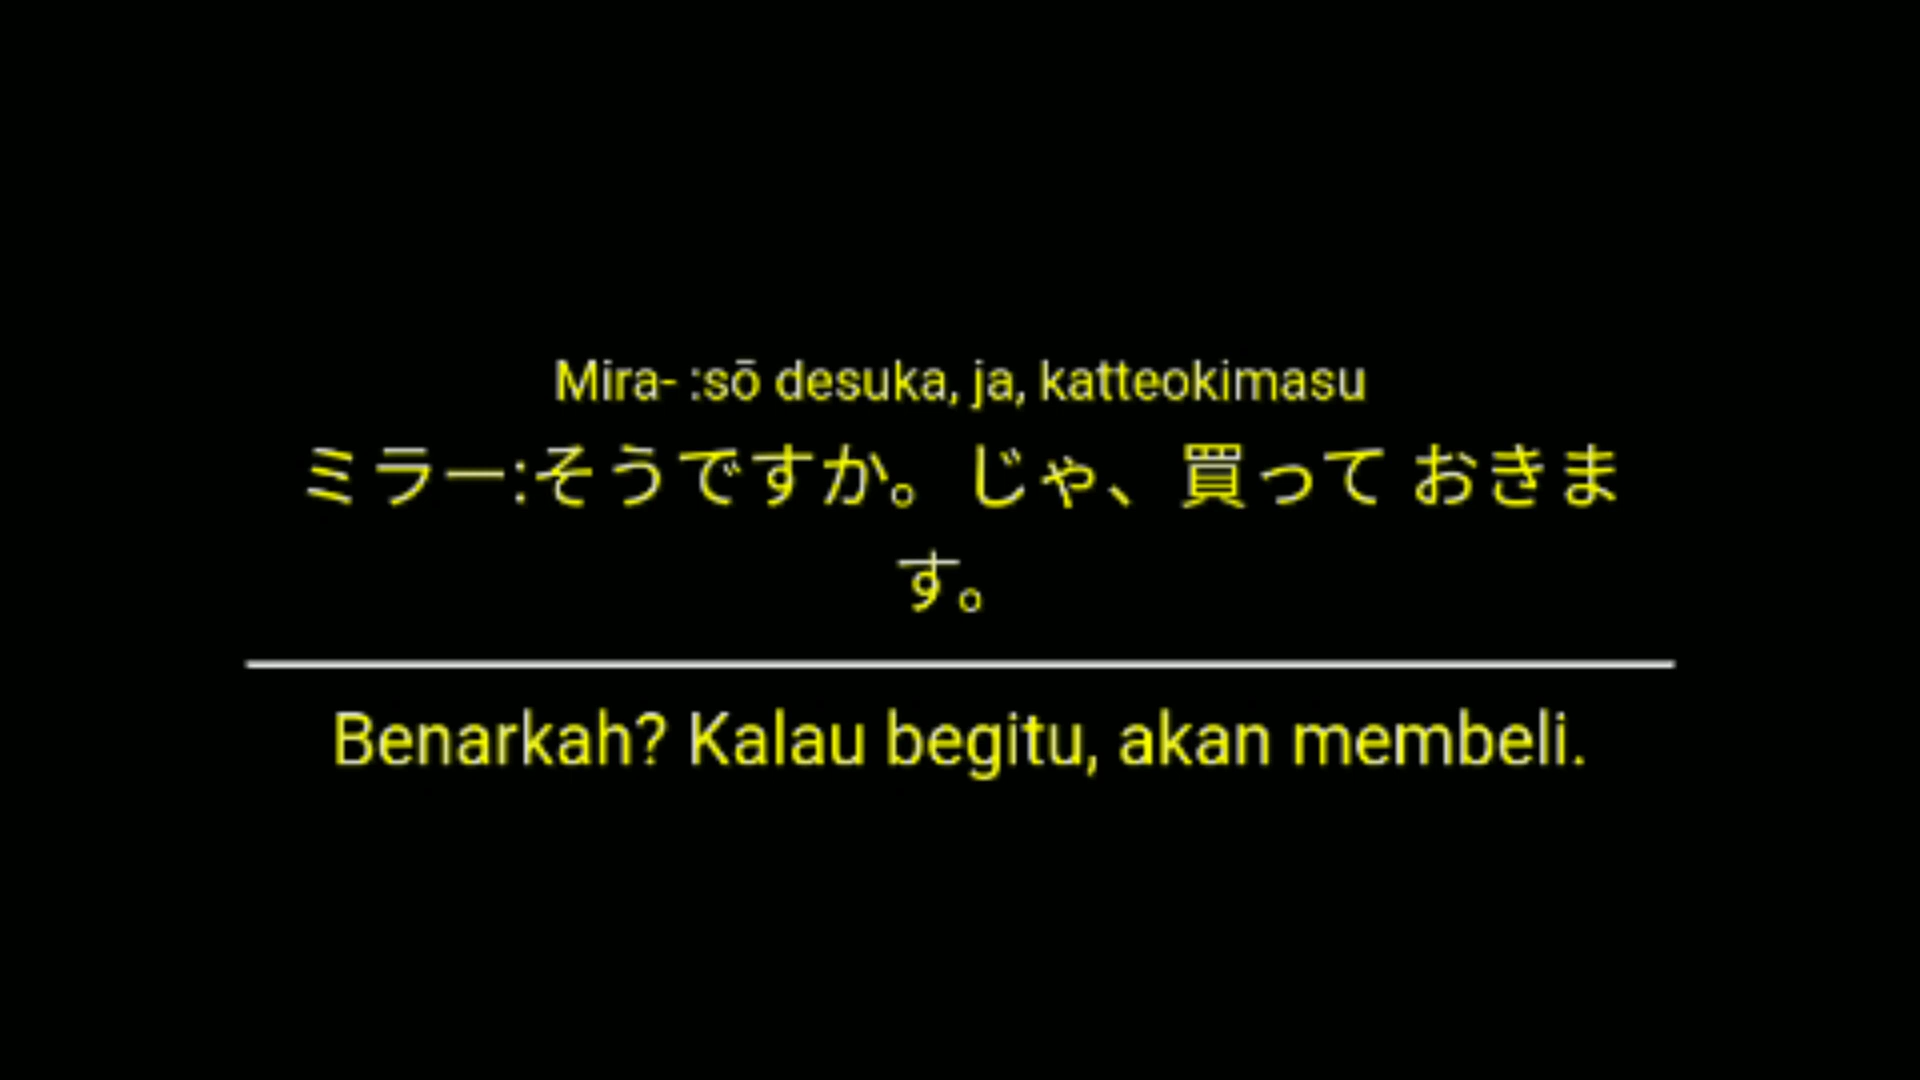 Mira- :sō desuka, ja, katteokimasu
ミラー:そうですか。じゃ、買って おきま
す。
Benarkah? Kalau begitu, akan membeli.